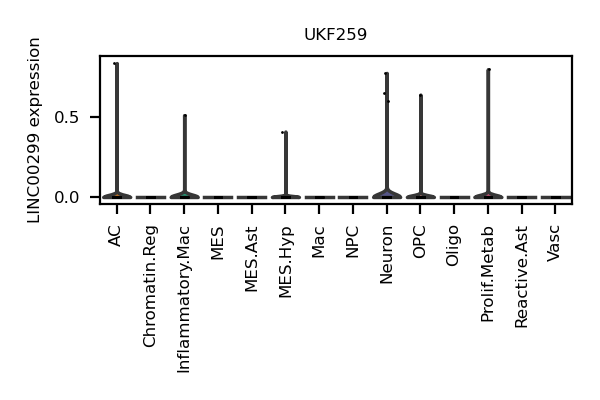 UKF259
LINC00299 expression
0.5
0.0
AC
Chromatin.Reg
Inflammatory.Mac
MES
MES.Ast
MES.Hyp
Mac
NPC
Neuron
OPC
Oligo
Prolif.Metab
Reactive.Ast
Vasc